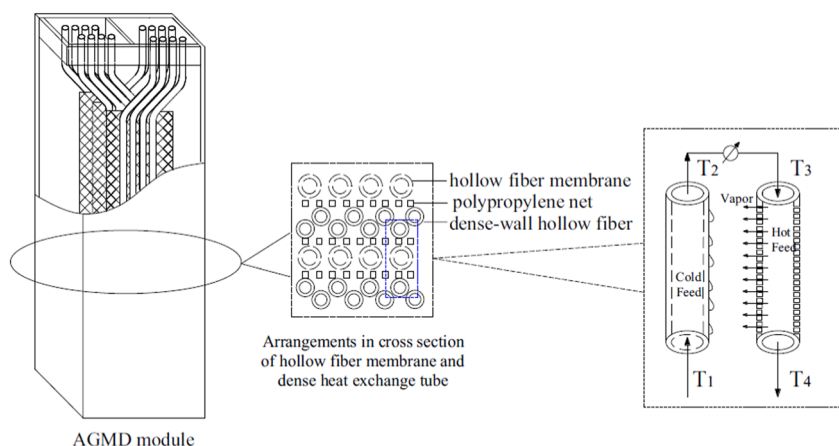 hollow fiber membrane
polypropylene net
dense-wall hollow fiber
Arrangements in cross section
of hollow fiber membrane and
dense heat exchange tube
AGMD module
T2
T3
Vapor
Hot
Feed
Cold
Feed
T1
T4